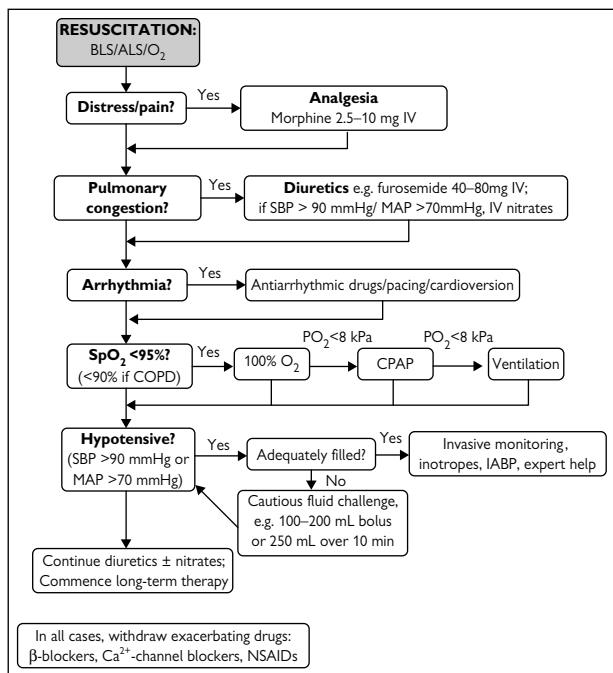 RESUSCITATION:
BLS/ALS/O₂
Distress/pain?
Yes
Analgesia
Morphine 2.5–10 mg IV
Pulmonary
congestion?
Yes
Diuretics e.g. furosemide 40–80mg IV;
if SBP > 90 mmHg/ MAP >70mmHg, IV nitrates
Arrhythmia?
Yes
Antiarrhythmic drugs/pacing/cardioversion
SpO₂ <95%?
(<90% if COPD)
Yes
100% O₂
PO₂<8 kPa
CPAP
PO₂<8 kPa
Ventilation
Hypotensive?
(SBP >90 mmHg or
MAP >70 mmHg)
Yes
Adequately filled?
Yes
Invasive monitoring,
inotropes, IABP, expert help
No
Cautious fluid challenge,
e.g. 100–200 mL bolus
or 250 mL over 10 min
Continue diuretics ± nitrates;
Commence long-term therapy
In all cases, withdraw exacerbating drugs:
β-blockers, Ca²⁺-channel blockers, NSAIDs